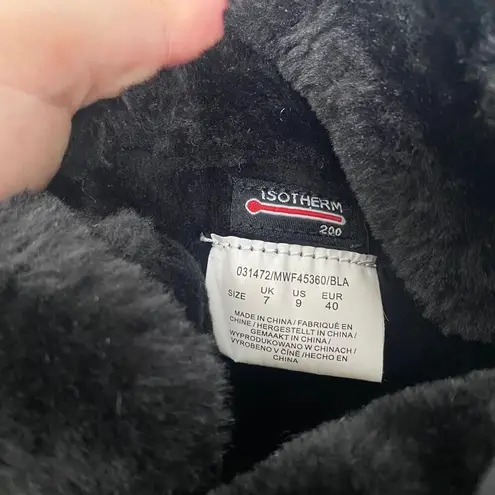 ISOTHERM
200
031472/MWF45360/BLA
UK US EUR
SIZE 7 9 40
MADE IN CHINA / FABRIQUÉ EN
CHINE / HERGESTELLT IN CHINA /
GEMAAKT IN CHINA /
WYPRODUKOWANO W CHINACH /
VYROBENO V ČÍNĚ / HECHO EN
CHINA /